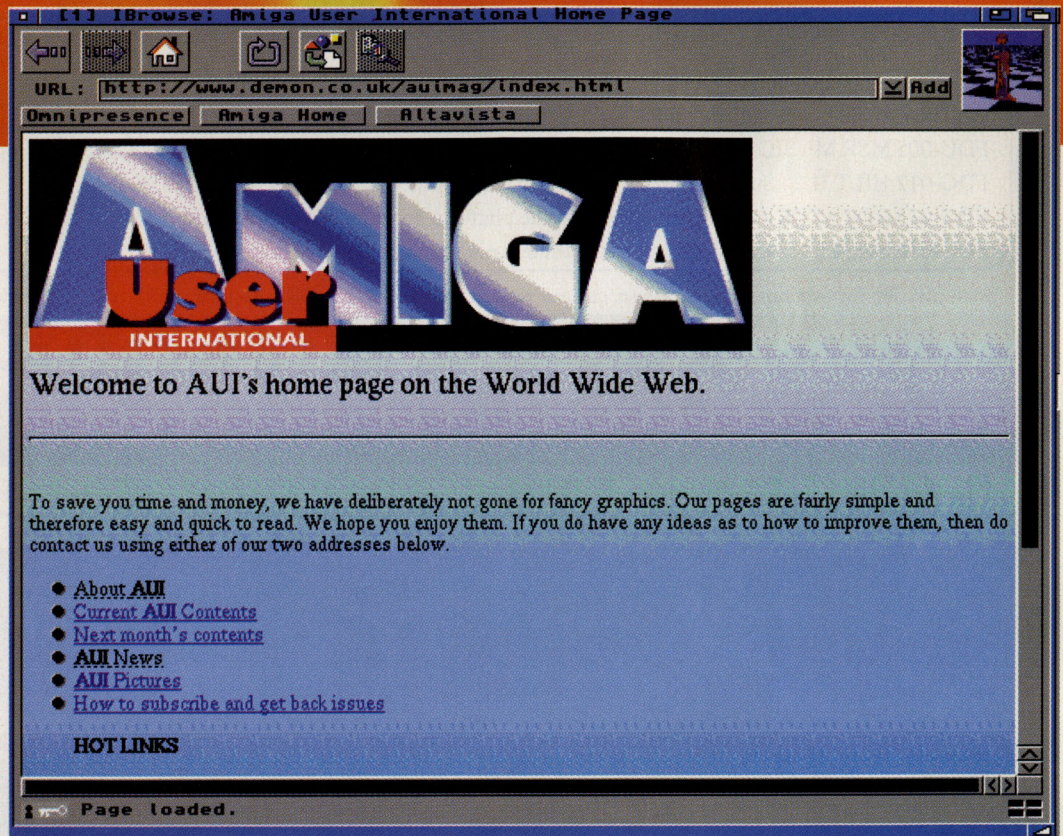 [1] IBrowse: Amiga User International Home Page
URL: http://www.demon.co.uk/auimag/index.html
Add
Omnipresence
Amiga Home
Altavista
AMIGA
User
INTERNATIONAL
Welcome to AUI's home page on the World Wide Web.
To save you time and money, we have deliberately not gone for fancy graphics. Our pages are fairly simple and
therefore easy and quick to read. We hope you enjoy them. If you do have any ideas as to how to improve them, then do
contact us using either of our two addresses below.
About AUI
Current AUI Contents
Next month's contents
AUI News
AUI Pictures
How to subscribe and get back issues
HOT LINKS
Page loaded.